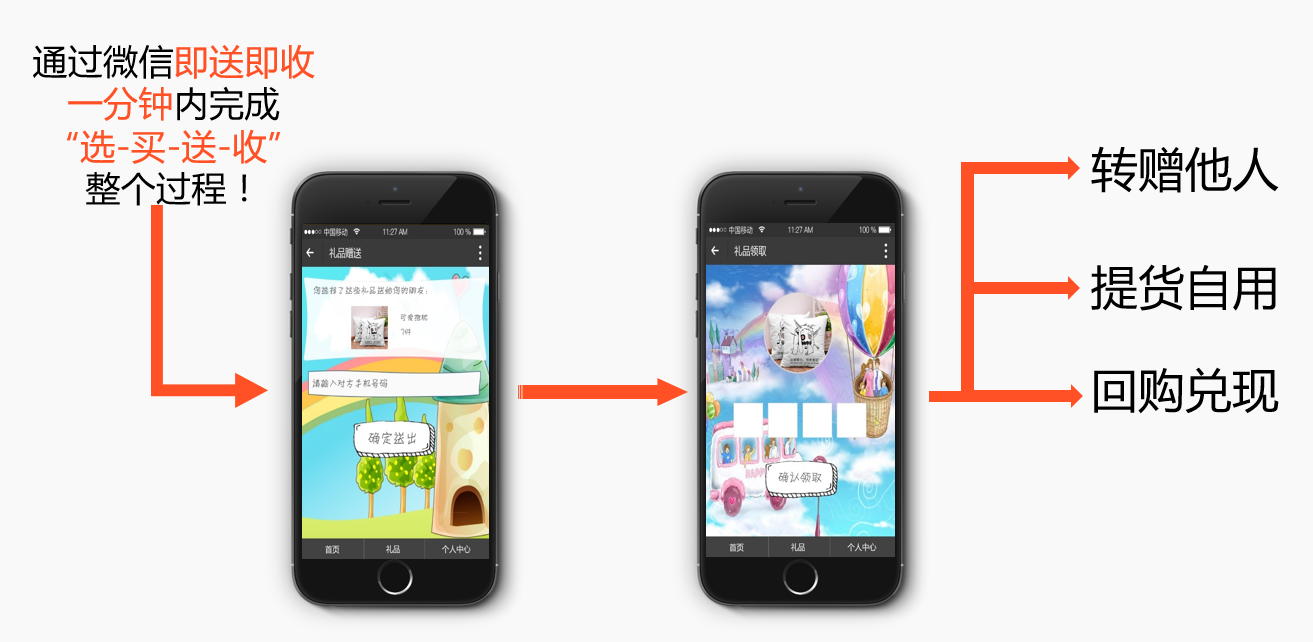 通过微信即送即收
一分钟内完成
“选-买-送-收”
整个过程！
中国移动 11:27 AM 100 %
礼品赠送
您选择了这些礼品送给您的朋友：
可爱抱枕
请输入对方手机号码
确定送出
首页 礼品 个人中心
中国移动 11:27 AM 100 %
礼品领取
确认领取
首页 礼品 个人中心
转赠他人
提货自用
回购兑现